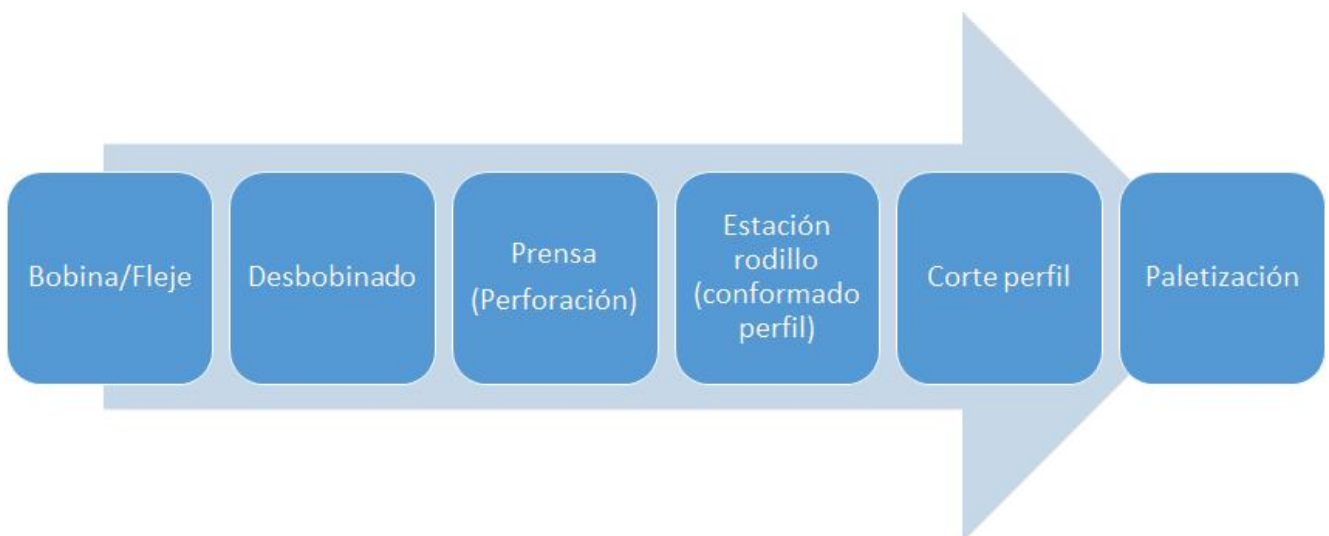 Bobina/Fleje
Desbobinado
Prensa
(Perforación)
Estación
rodillo
(conformado
perfil)
Corte perfil
Paletización